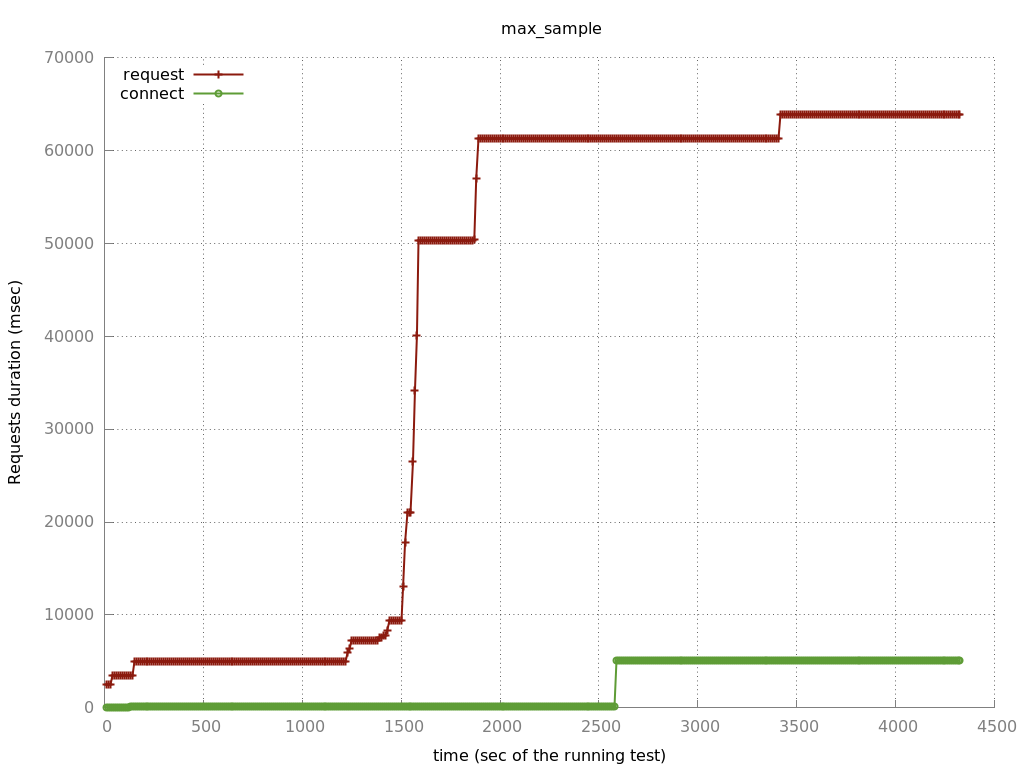 max_sample
request
connect
70000
60000
50000
40000
30000
20000
10000
0
0 500 1000 1500 2000 2500 3000 3500 4000 4500
Requests duration (msec)
time (sec of the running test)